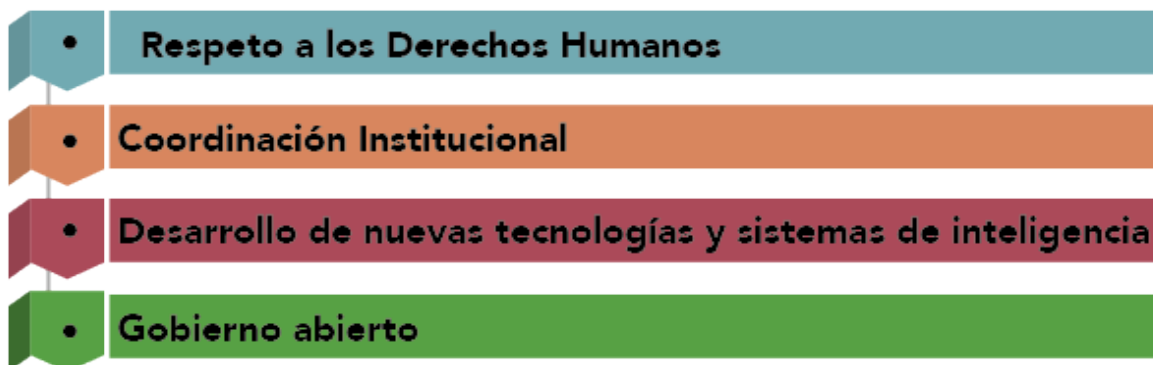 • Respeto a los Derechos Humanos
• Coordinación Institucional
• Desarrollo de nuevas tecnologías y sistemas de inteligencia
• Gobierno abierto